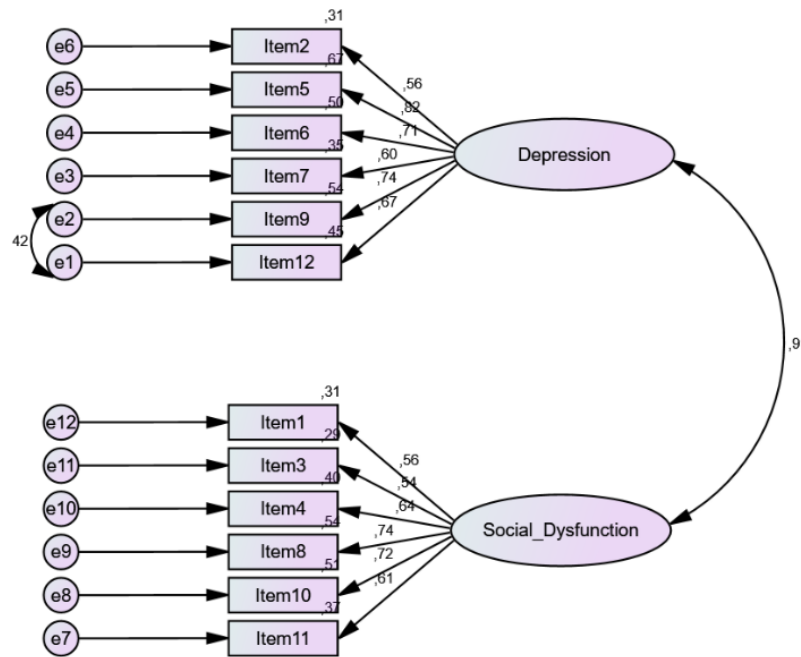 ,31
e6 Item2 ,56
,67
e5 Item5 ,82
,50
e4 Item6 ,71
,35
e3 Item7 ,60
,54
e2 Item9 ,74
,45
e1 Item12 ,67
42
Depression
,9
,31
e12 Item1 ,56
,29
e11 Item3 ,54
,40
e10 Item4 ,64
,54
e9 Item8 ,74
,51
e8 Item10 ,72
,37
e7 Item11 ,61
Social_Dysfunction